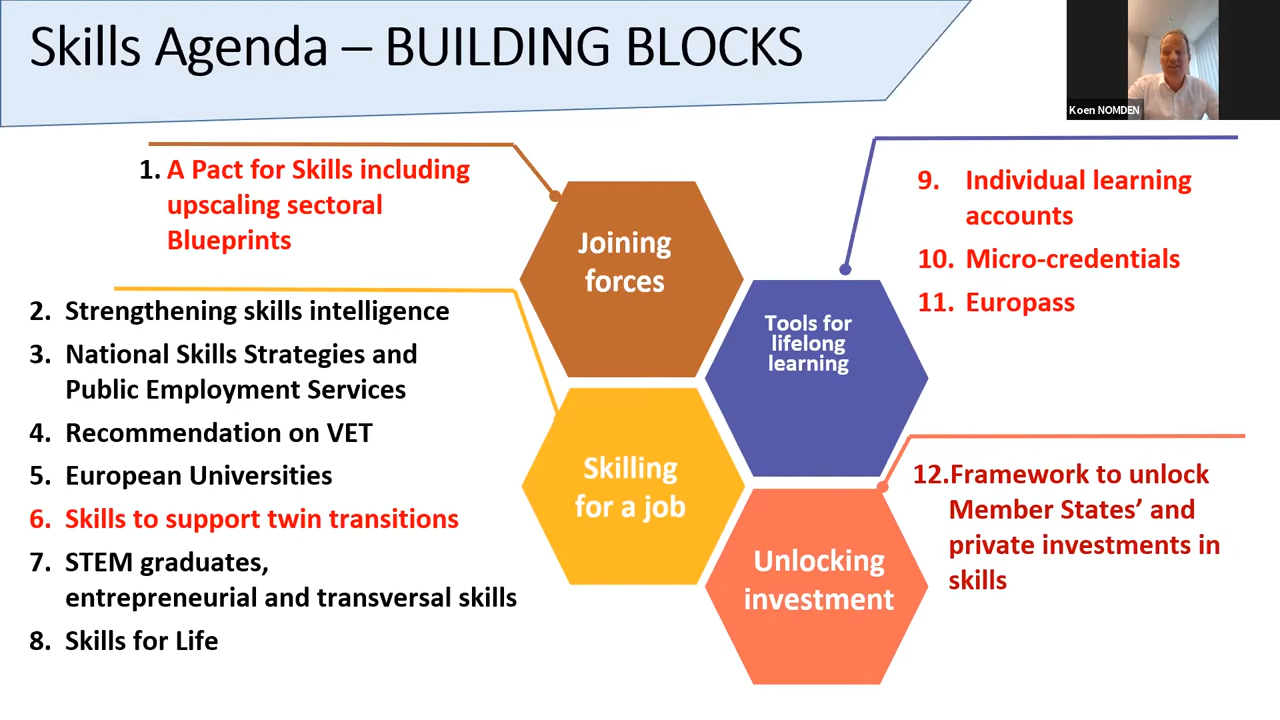 Skills Agenda – BUILDING BLOCKS
Koen NOMDEN
1. A Pact for Skills including
upscaling sectoral
Blueprints
2. Strengthening skills intelligence
3. National Skills Strategies and
Public Employment Services
4. Recommendation on VET
5. European Universities
6. Skills to support twin transitions
7. STEM graduates,
entrepreneurial and transversal skills
8. Skills for Life
Joining
forces
Skilling
for a job
Tools for
lifelong
learning
Unlocking
investment
9. Individual learning
accounts
10. Micro-credentials
11. Europass
12.Framework to unlock
Member States’ and
private investments in
skills